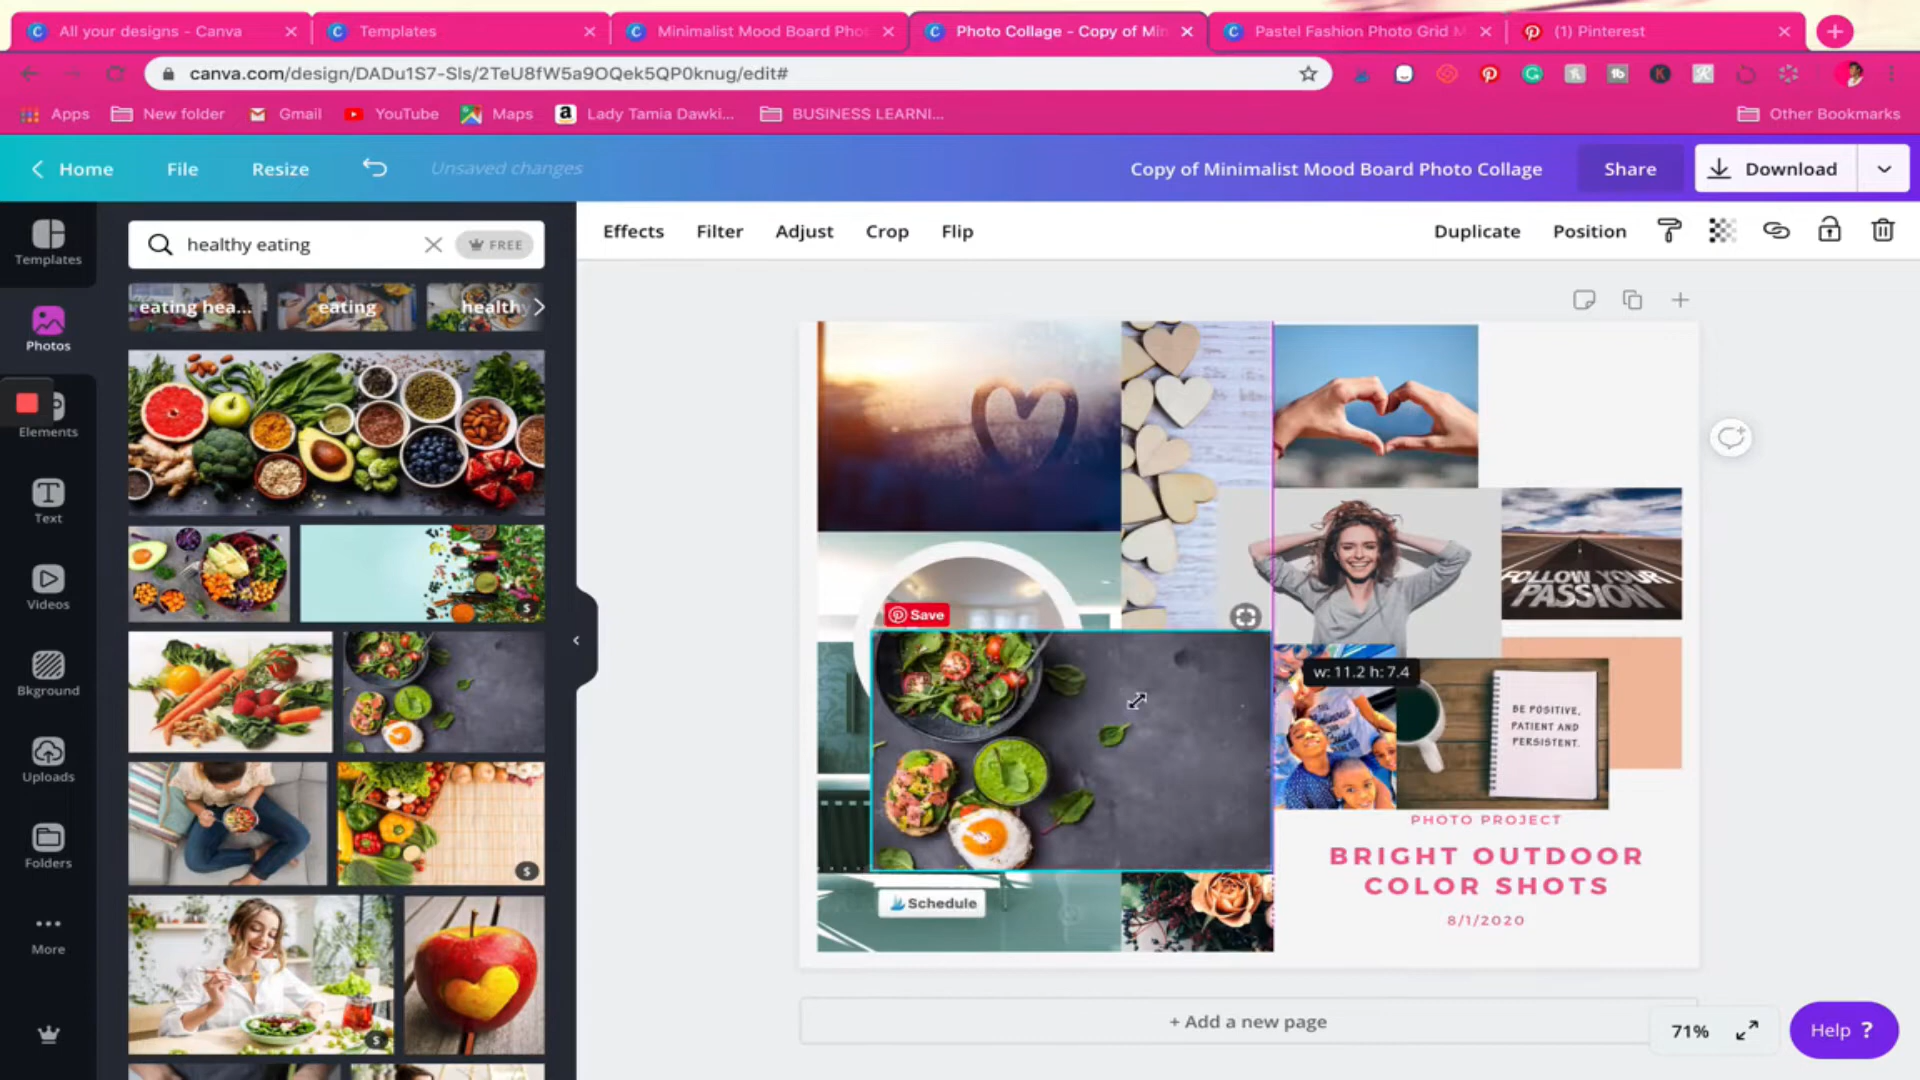 All your designs - Canva
Templates
Minimalist Mood Board Pho
Photo Collage - Copy of Min
Pastel Fashion Photo Grid M
(1) Pinterest
canva.com/design/DADu1S7-SIs/2TeU8fW5a9OQek5QP0knug/edit#
Apps
New folder
Gmail
YouTube
Maps
Lady Tamia Dawki...
BUSINESS LEARNI...
Other Bookmarks
Home
File
Resize
Unsaved changes
Copy of Minimalist Mood Board Photo Collage
Share
Download
Templates
Photos
Elements
Text
Videos
Bkground
Uploads
Folders
More
healthy eating
FREE
eating hea...
eating
healthy
Effects
Filter
Adjust
Crop
Flip
Duplicate
Position
Save
FOLLOW YOUR
PASSION
w: 11.2 h: 7.4
BE POSITIVE,
PATIENT AND
PERSISTENT.
PHOTO PROJECT
BRIGHT OUTDOOR
COLOR SHOTS
8/1/2020
Schedule
+ Add a new page
71%
Help ?